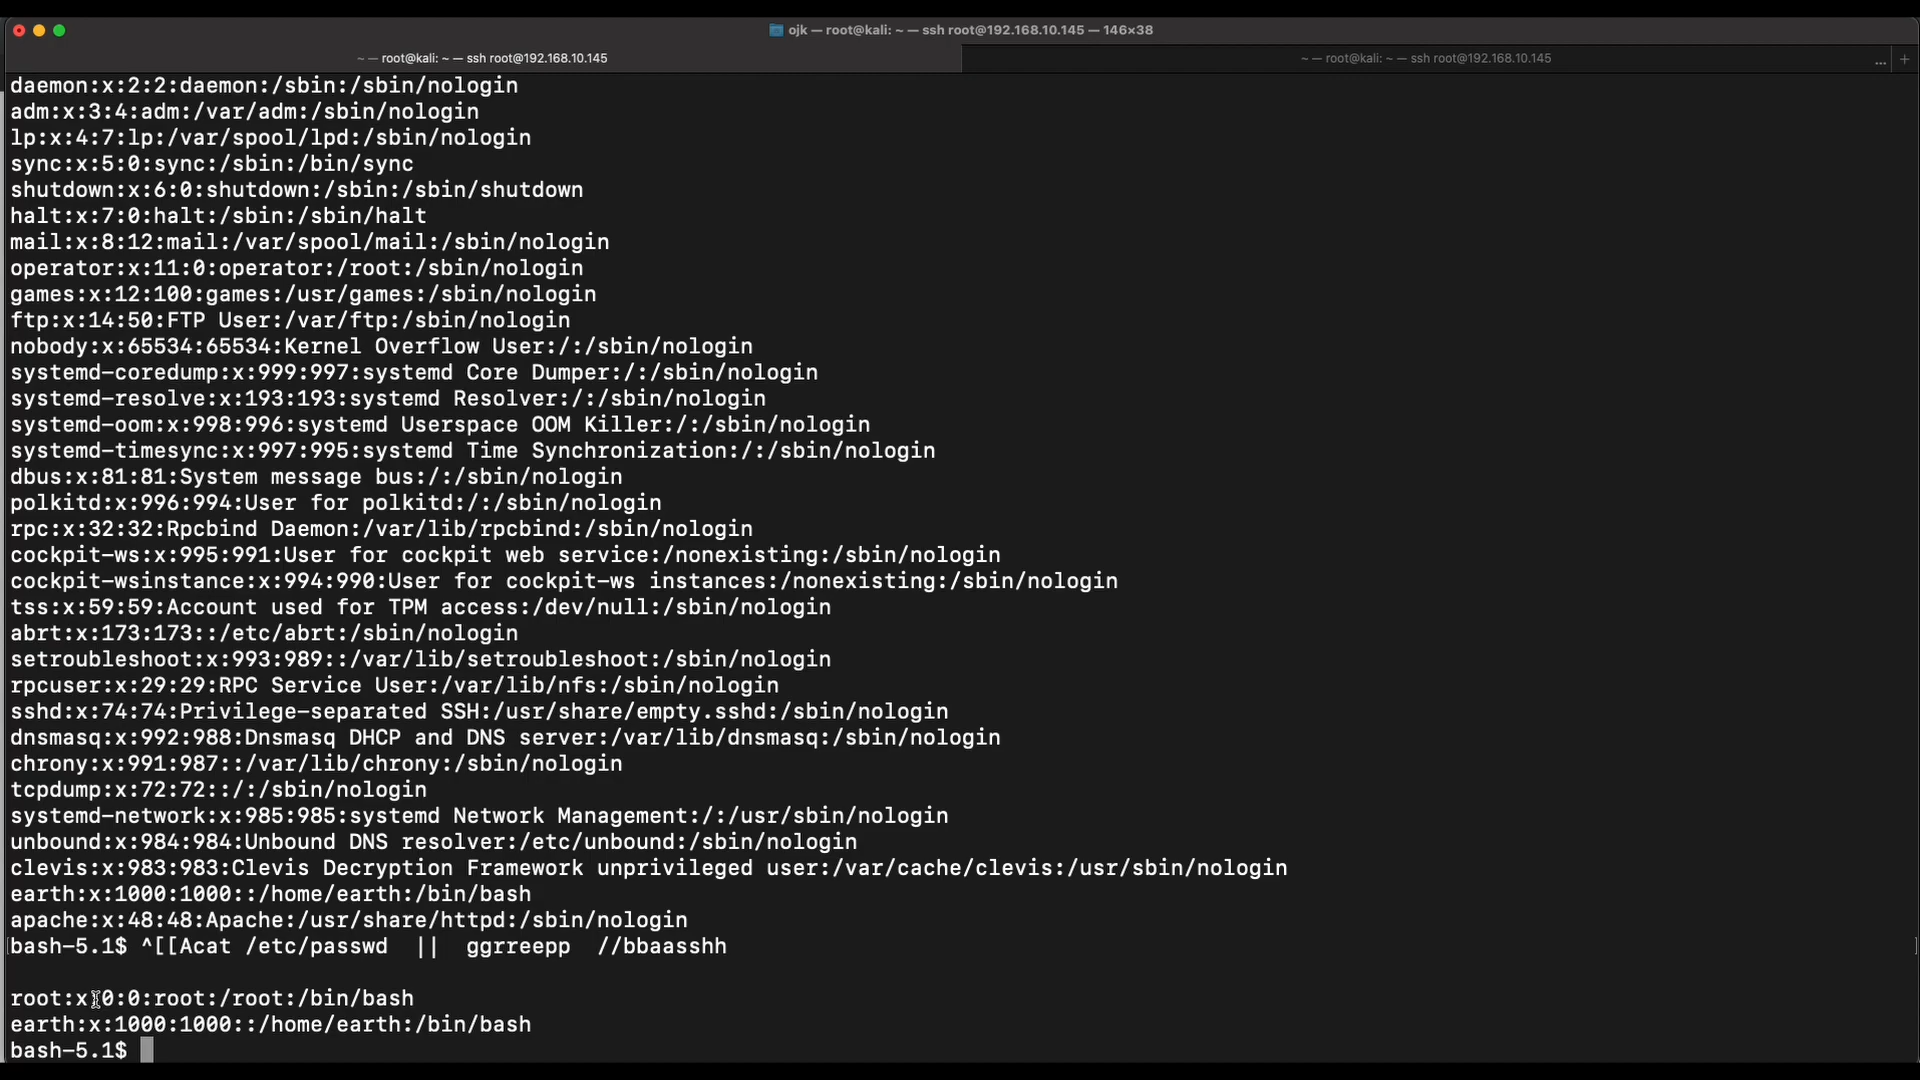 ojk — root@kali: ~ — ssh root@192.168.10.145 — 146×38
~ — root@kali: ~ — ssh root@192.168.10.145
~ — root@kali: ~ — ssh root@192.168.10.145 ... +
daemon:x:2:2:daemon:/sbin:/sbin/nologin
adm:x:3:4:adm:/var/adm:/sbin/nologin
lp:x:4:7:lp:/var/spool/lpd:/sbin/nologin
sync:x:5:0:sync:/sbin:/bin/sync
shutdown:x:6:0:shutdown:/sbin:/sbin/shutdown
halt:x:7:0:halt:/sbin:/sbin/halt
mail:x:8:12:mail:/var/spool/mail:/sbin/nologin
operator:x:11:0:operator:/root:/sbin/nologin
games:x:12:100:games:/usr/games:/sbin/nologin
ftp:x:14:50:FTP User:/var/ftp:/sbin/nologin
nobody:x:65534:65534:Kernel Overflow User:/:/sbin/nologin
systemd-coredump:x:999:997:systemd Core Dumper:/:/sbin/nologin
systemd-resolve:x:193:193:systemd Resolver:/:/sbin/nologin
systemd-oom:x:998:996:systemd Userspace OOM Killer:/:/sbin/nologin
systemd-timesync:x:997:995:systemd Time Synchronization:/:/sbin/nologin
dbus:x:81:81:System message bus:/:/sbin/nologin
polkitd:x:996:994:User for polkitd:/:/sbin/nologin
rpc:x:32:32:Rpcbind Daemon:/var/lib/rpcbind:/sbin/nologin
cockpit-ws:x:995:991:User for cockpit web service:/nonexisting:/sbin/nologin
cockpit-wsinstance:x:994:990:User for cockpit-ws instances:/nonexisting:/sbin/nologin
tss:x:59:59:Account used for TPM access:/dev/null:/sbin/nologin
abrt:x:173:173::/etc/abrt:/sbin/nologin
setroubleshoot:x:993:989::/var/lib/setroubleshoot:/sbin/nologin
rpcuser:x:29:29:RPC Service User:/var/lib/nfs:/sbin/nologin
sshd:x:74:74:Privilege-separated SSH:/usr/share/empty.sshd:/sbin/nologin
dnsmasq:x:992:988:Dnsmasq DHCP and DNS server:/var/lib/dnsmasq:/sbin/nologin
chrony:x:991:987::/var/lib/chrony:/sbin/nologin
tcpdump:x:72:72::/:/sbin/nologin
systemd-network:x:985:985:systemd Network Management:/:/usr/sbin/nologin
unbound:x:984:984:Unbound DNS resolver:/etc/unbound:/sbin/nologin
clevis:x:983:983:Clevis Decryption Framework unprivileged user:/var/cache/clevis:/usr/sbin/nologin
earth:x:1000:1000::/home/earth:/bin/bash
apache:x:48:48:Apache:/usr/share/httpd:/sbin/nologin
bash-5.1$ ^[[Acat /etc/passwd  ||  ggrreepp  //bbaasshh
root:x:0:0:root:/root:/bin/bash
earth:x:1000:1000::/home/earth:/bin/bash
bash-5.1$